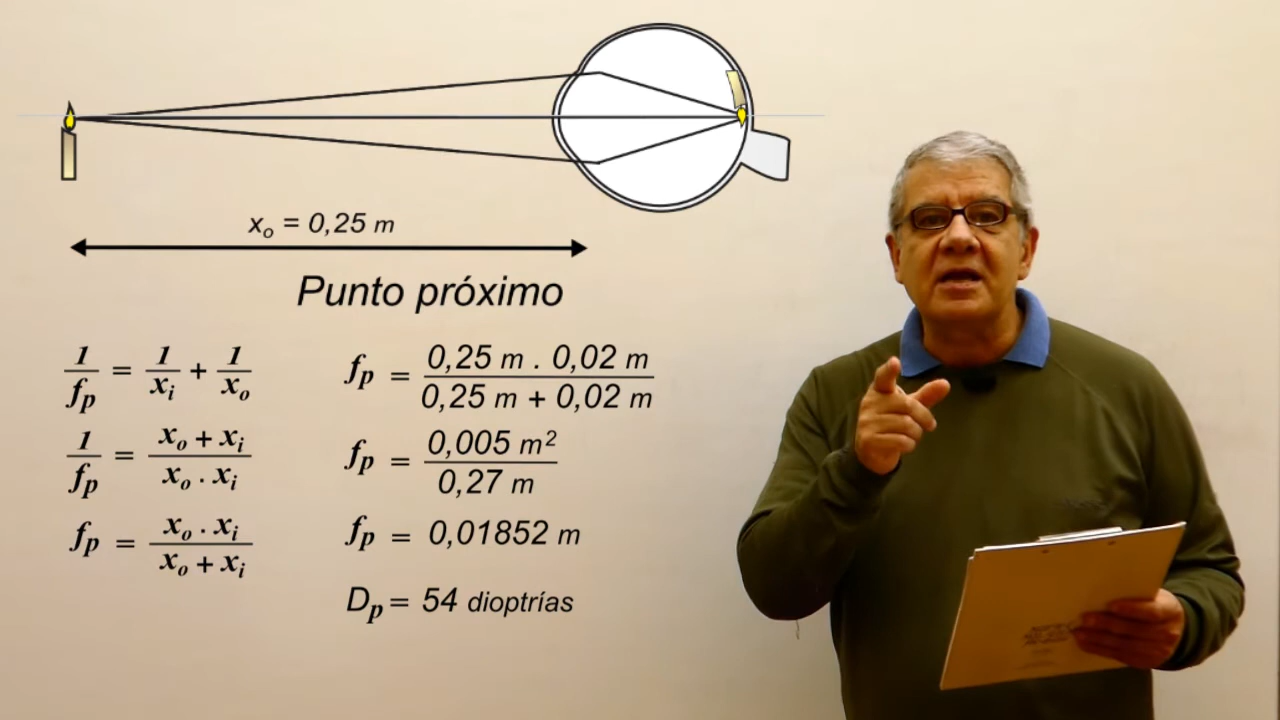 xₒ = 0,25 m
Punto próximo
1/fₚ = 1/xᵢ + 1/xₒ
1/fₚ = (xₒ + xᵢ)/(xₒ . xᵢ)
fₚ = (xₒ . xᵢ)/(xₒ + xᵢ)
fₚ = (0,25 m . 0,02 m)/(0,25 m + 0,02 m)
fₚ = 0,005 m²/0,27 m
fₚ = 0,01852 m
Dₚ = 54 dioptrías